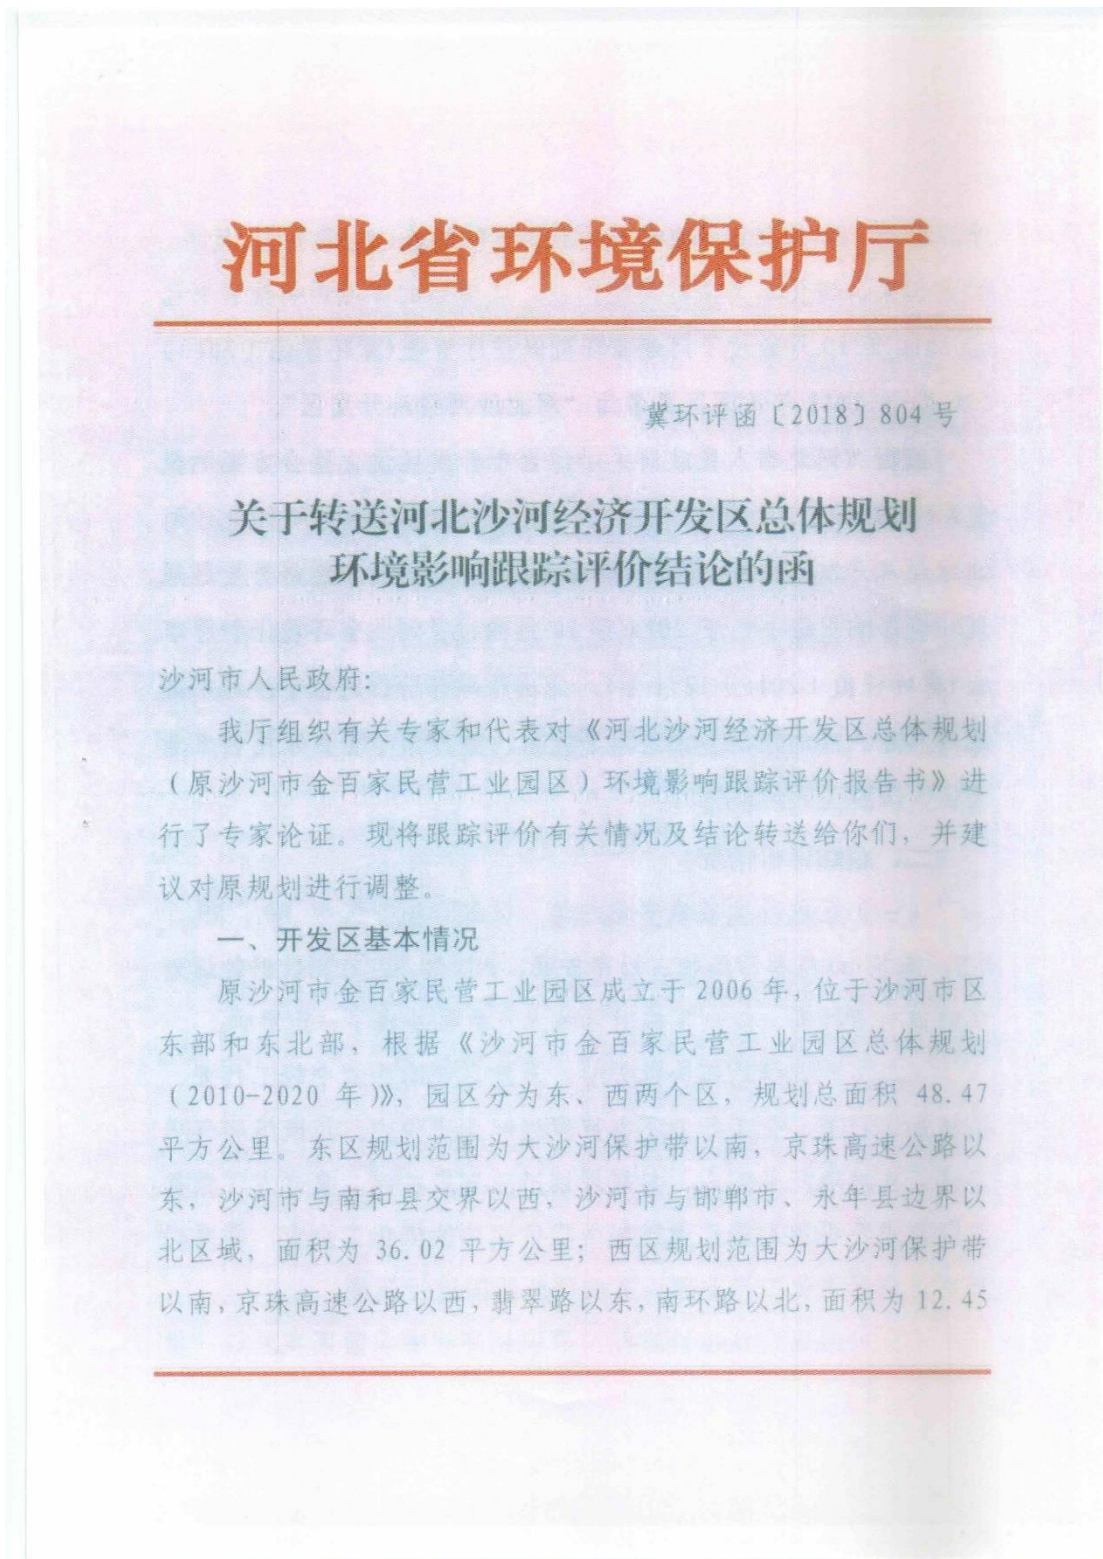 河北省环境保护厅
冀环评函〔2018〕804号
关于转送河北沙河经济开发区总体规划
环境影响跟踪评价结论的函
沙河市人民政府:
我厅组织有关专家和代表对《河北沙河经济开发区总体规划
(原沙河市金百家民营工业园区)环境影响跟踪评价报告书》进
行了专家论证。现将跟踪评价有关情况及结论转送给你们,并建
议对原规划进行调整。
一、开发区基本情况
原沙河市金百家民营工业园区成立于2006年,位于沙河市区
东部和东北部,根据《沙河市金百家民营工业园区总体规划
(2010-2020 年)》,园区分为东、西两个区,规划总面积 48.47
平方公里。东区规划范围为大沙河保护带以南,京珠高速公路以
东,沙河市与南和县交界以西,沙河市与邯郸市、永年县边界以
北区域,面积为 36.02 平方公里;西区规划范围为大沙河保护带
以南,京珠高速公路以西,翡翠路以东,南环路以北,面积为12.45